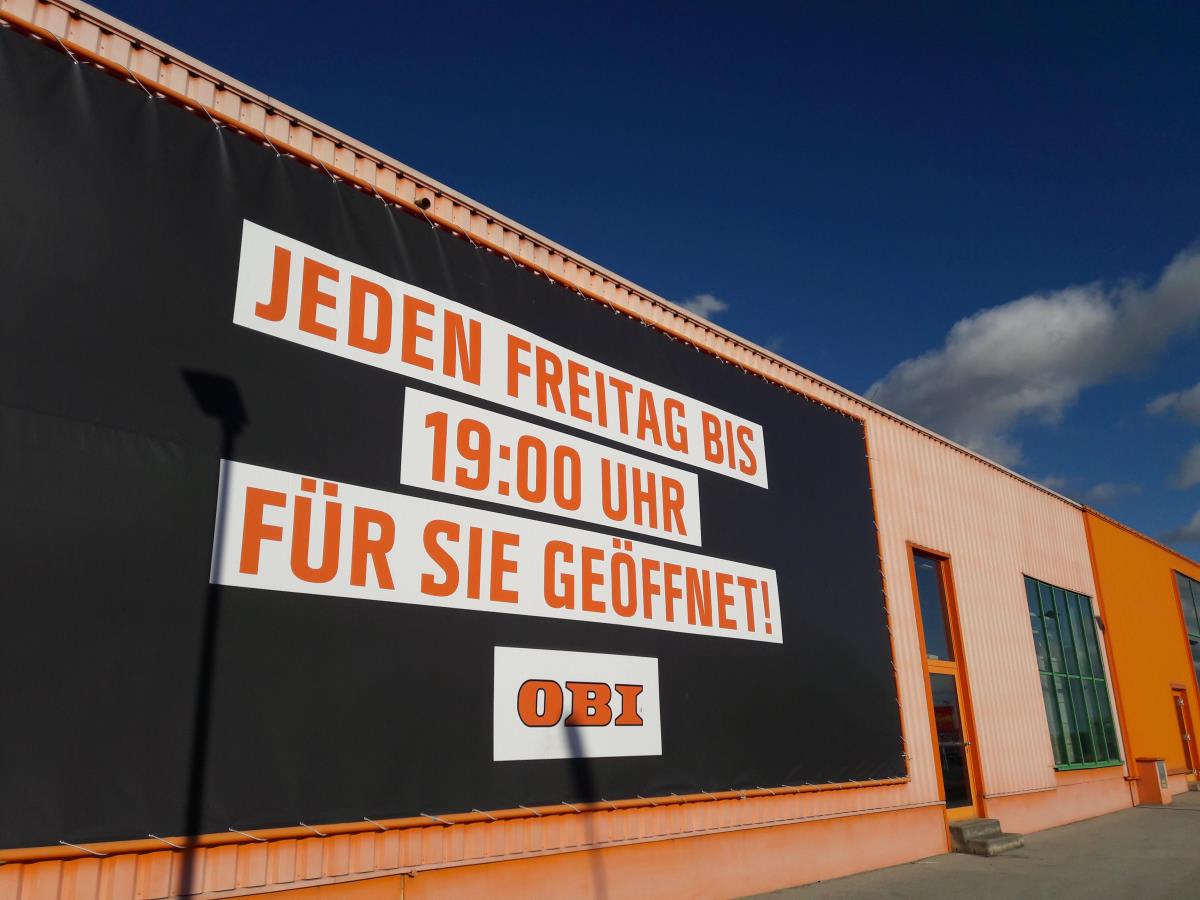 JEDEN FREITAG BIS
19:00 UHR
FÜR SIE GEÖFFNET!
OBI